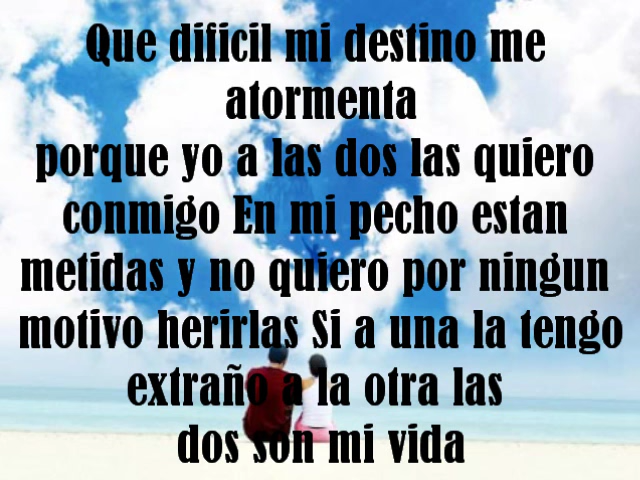 Que dificil mi destino me
atormenta
porque yo a las dos las quiero
conmigo En mi pecho estan
metidas y no quiero por ningun
motivo herirlas Si a una la tengo
extraño a la otra las
dos son mi vida